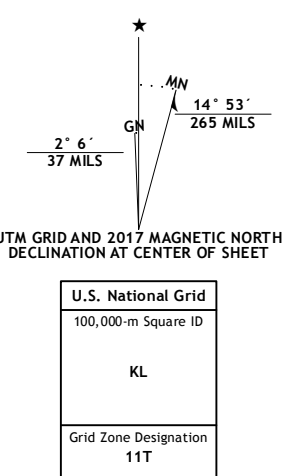 ★
MN
14° 53´
265 MILS
GN
2° 6´
37 MILS
UTM GRID AND 2017 MAGNETIC NORTH
DECLINATION AT CENTER OF SHEET
U.S. National Grid
100,000-m Square ID
KL
Grid Zone Designation
11T